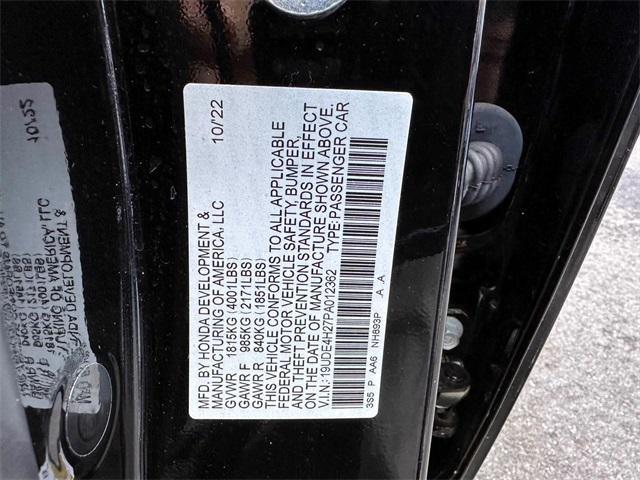 MFD. BY HONDA DEVELOPMENT & 10/22
MANUFACTURING OF AMERICA, LLC
GVWR 1815KG (4001LBS)
GAWR F 985KG (2171LBS)
GAWR R 840KG (1851LBS)
THIS VEHICLE CONFORMS TO ALL APPLICABLE
FEDERAL MOTOR VEHICLE SAFETY, BUMPER,
AND THEFT PREVENTION STANDARDS IN EFFECT
ON THE DATE OF MANUFACTURE SHOWN ABOVE.
V.I.N.:19UDE4H27PA012362 TYPE:PASSENGER CAR
3S5 P AA6 NH893P A A